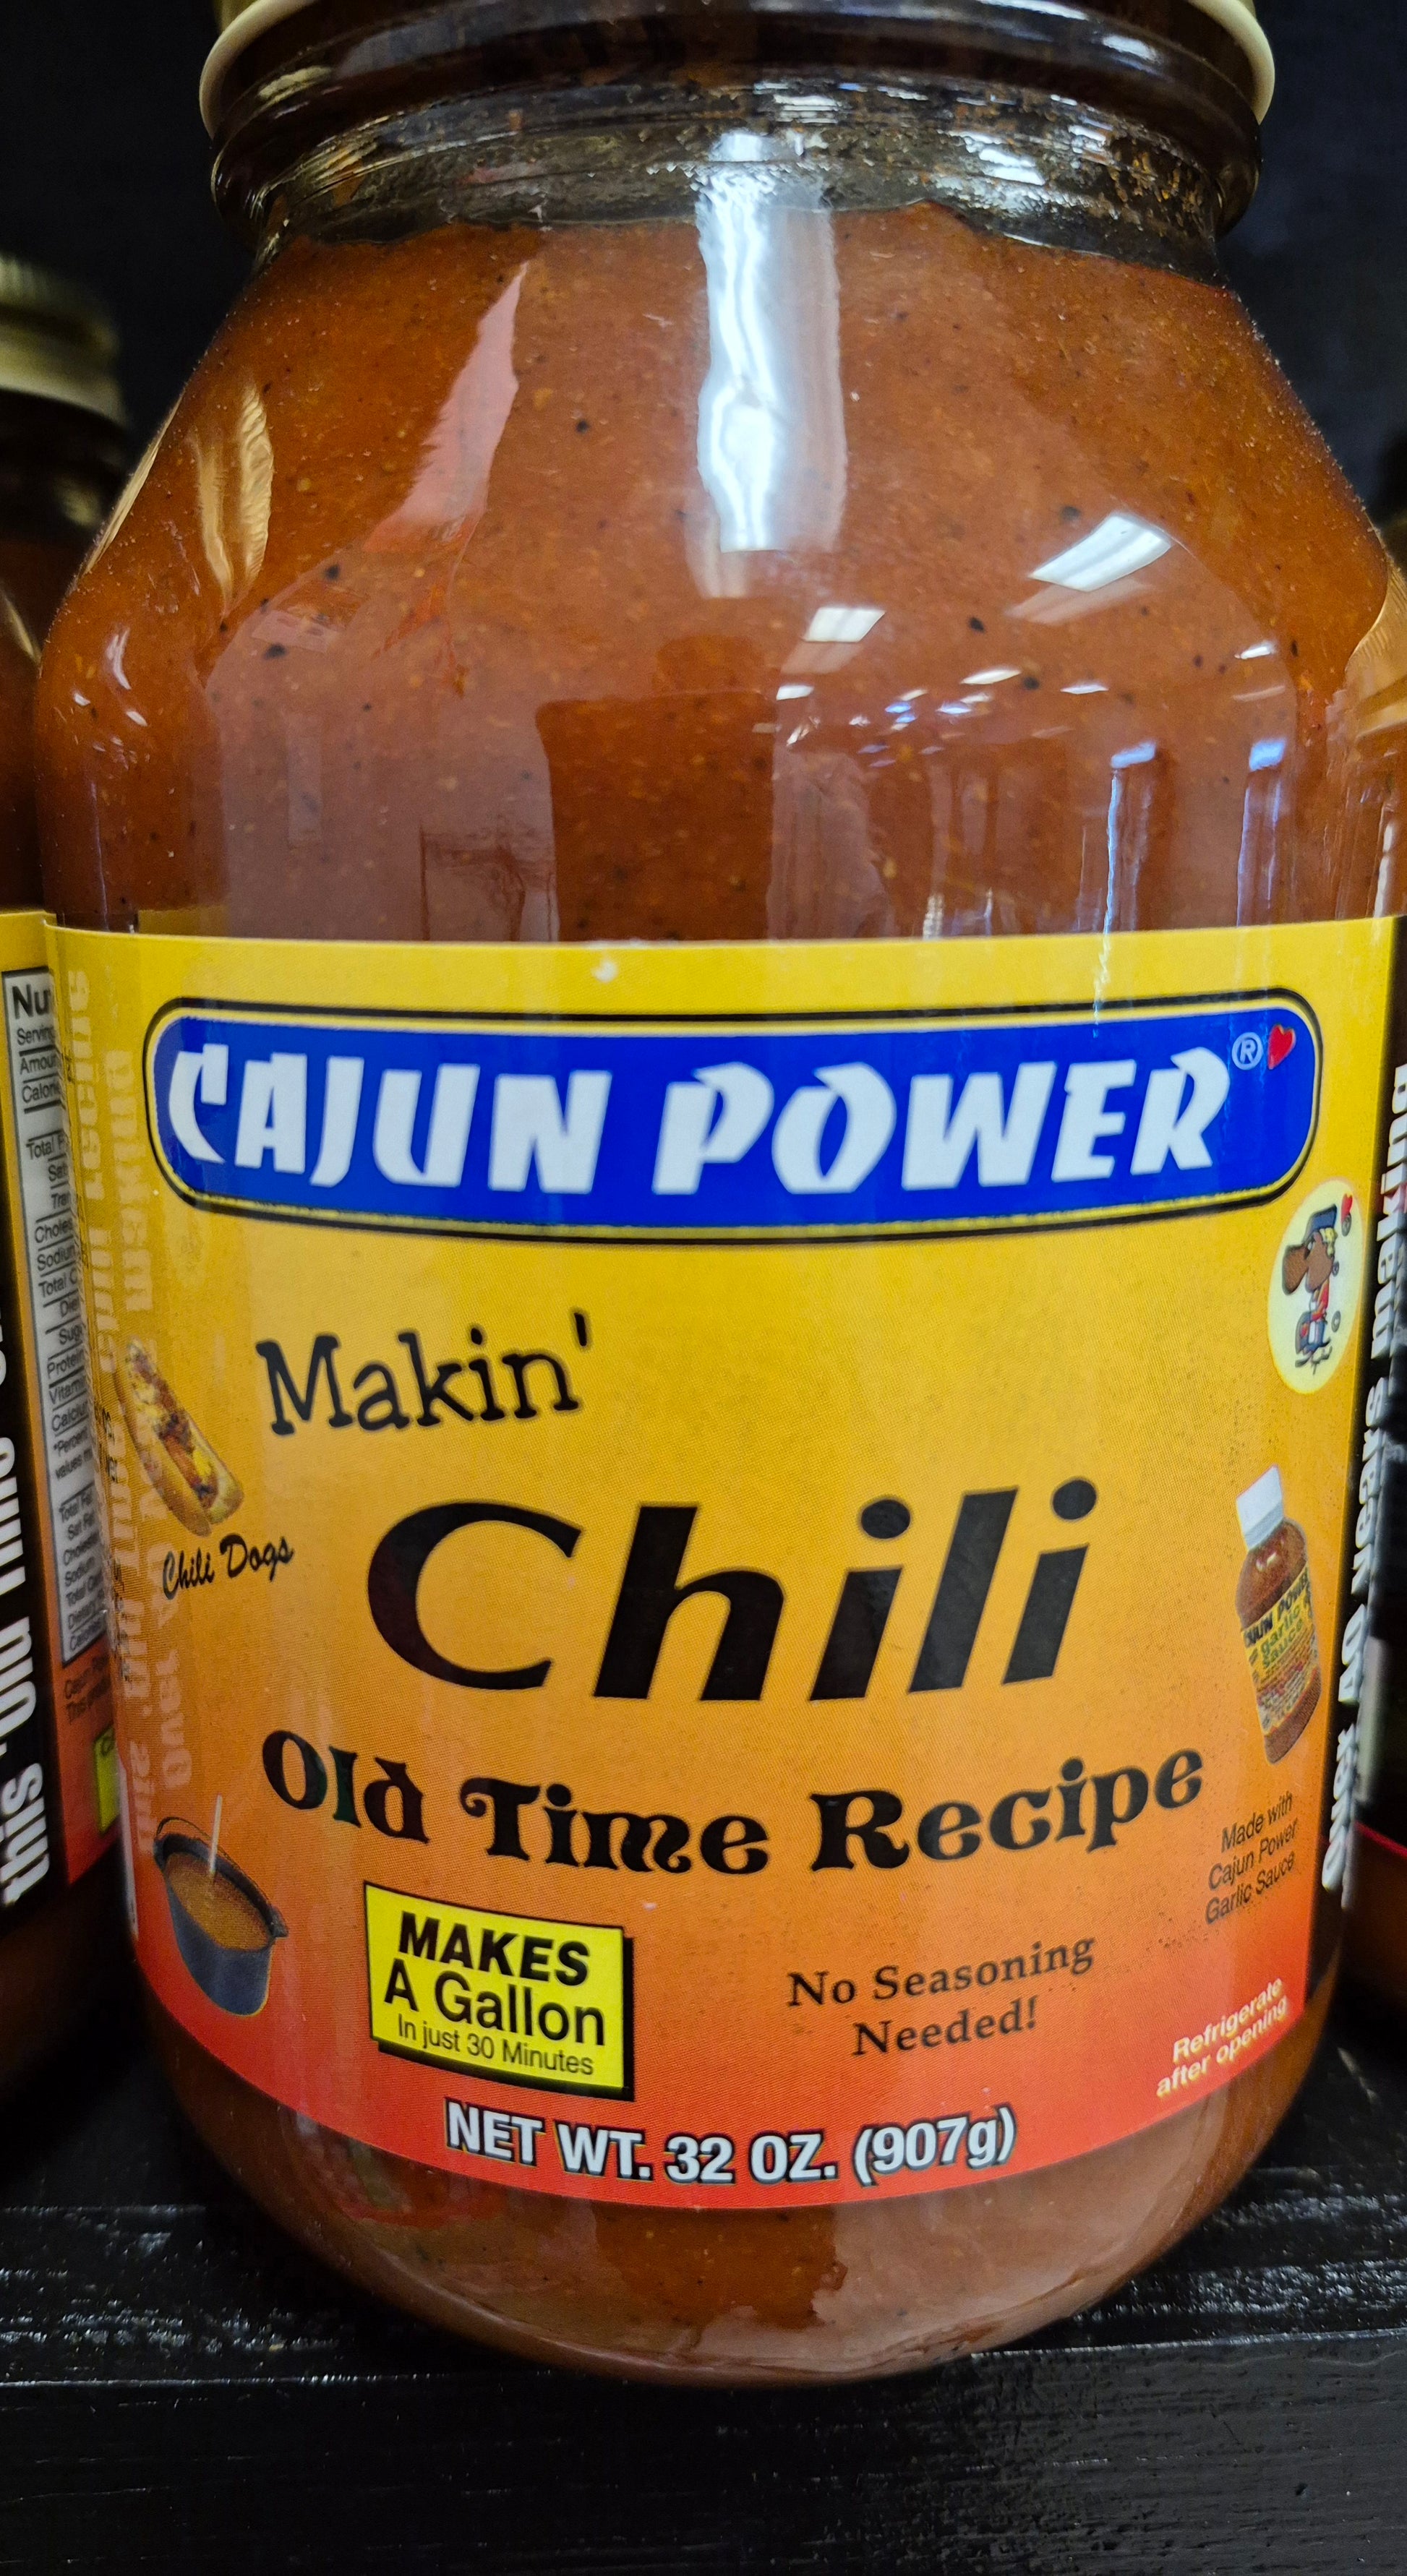 CAJUN POWER®
Makin'
Chili
Chili Dogs
Old Time Recipe
Made with
Cajun Power
Garlic Sauce
MAKES
A Gallon
In just 30 Minutes
No Seasoning
Needed!
Refrigerate
after opening
NET WT. 32 OZ. (907g)